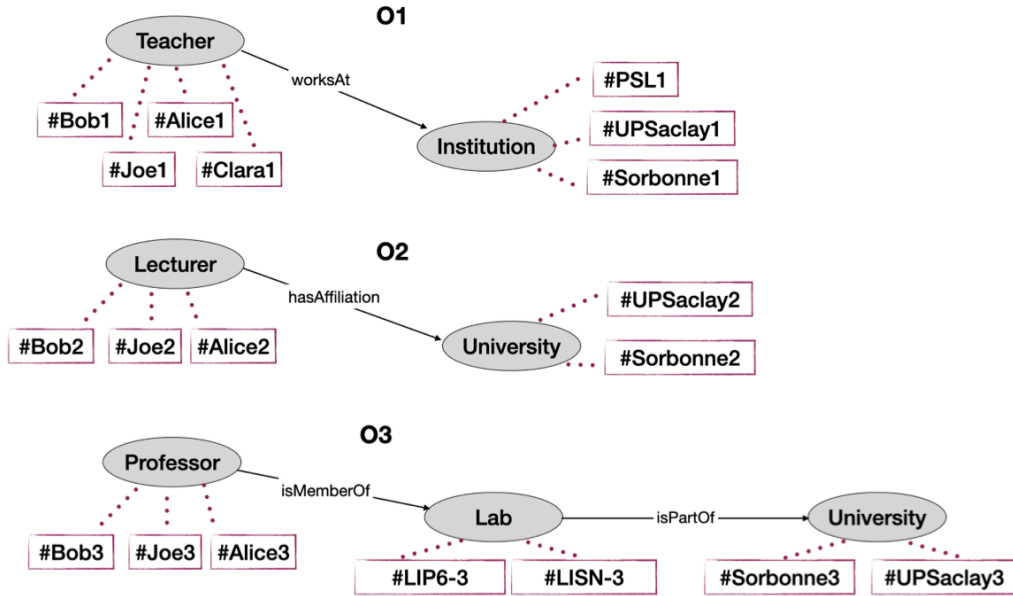 O1
Teacher
worksAt
#PSL1
#Bob1
#Alice1
#UPSaclay1
Institution
#Joe1
#Clara1
#Sorbonne1
O2
Lecturer
hasAffiliation
#UPSaclay2
#Bob2
#Joe2
#Alice2
University
#Sorbonne2
O3
Professor
isMemberOf
Lab
isPartOf
University
#Bob3
#Joe3
#Alice3
#LIP6-3
#LISN-3
#Sorbonne3
#UPSaclay3